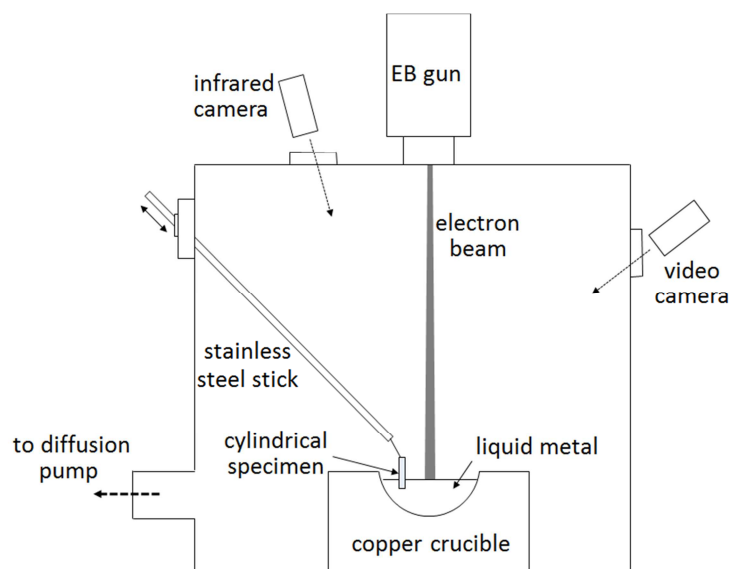 EB gun
infrared
camera
electron
beam
video
camera
stainless
steel stick
to diffusion
pump
cylindrical
specimen
liquid metal
copper crucible